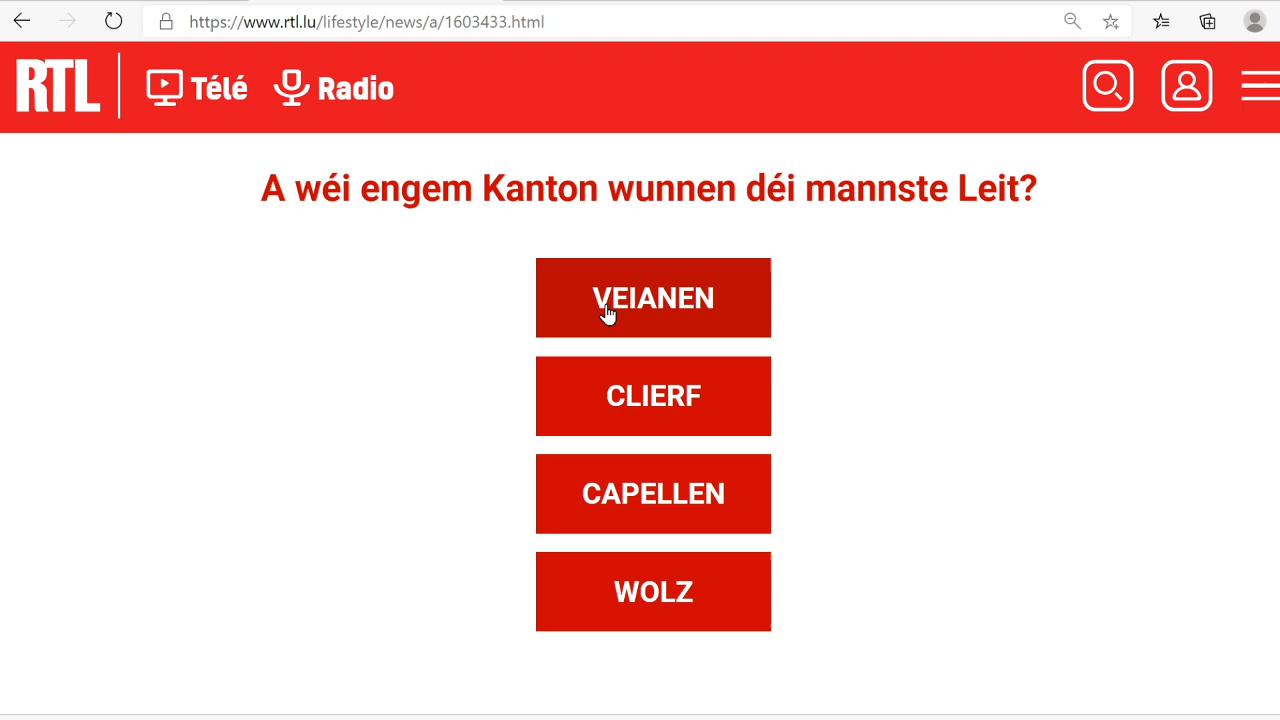 https://www.rtl.lu/lifestyle/news/a/1603433.html
RTL Télé Radio
A wéi engem Kanton wunnen déi mannste Leit?
VEIANEN
CLIERF
CAPELLEN
WOLZ